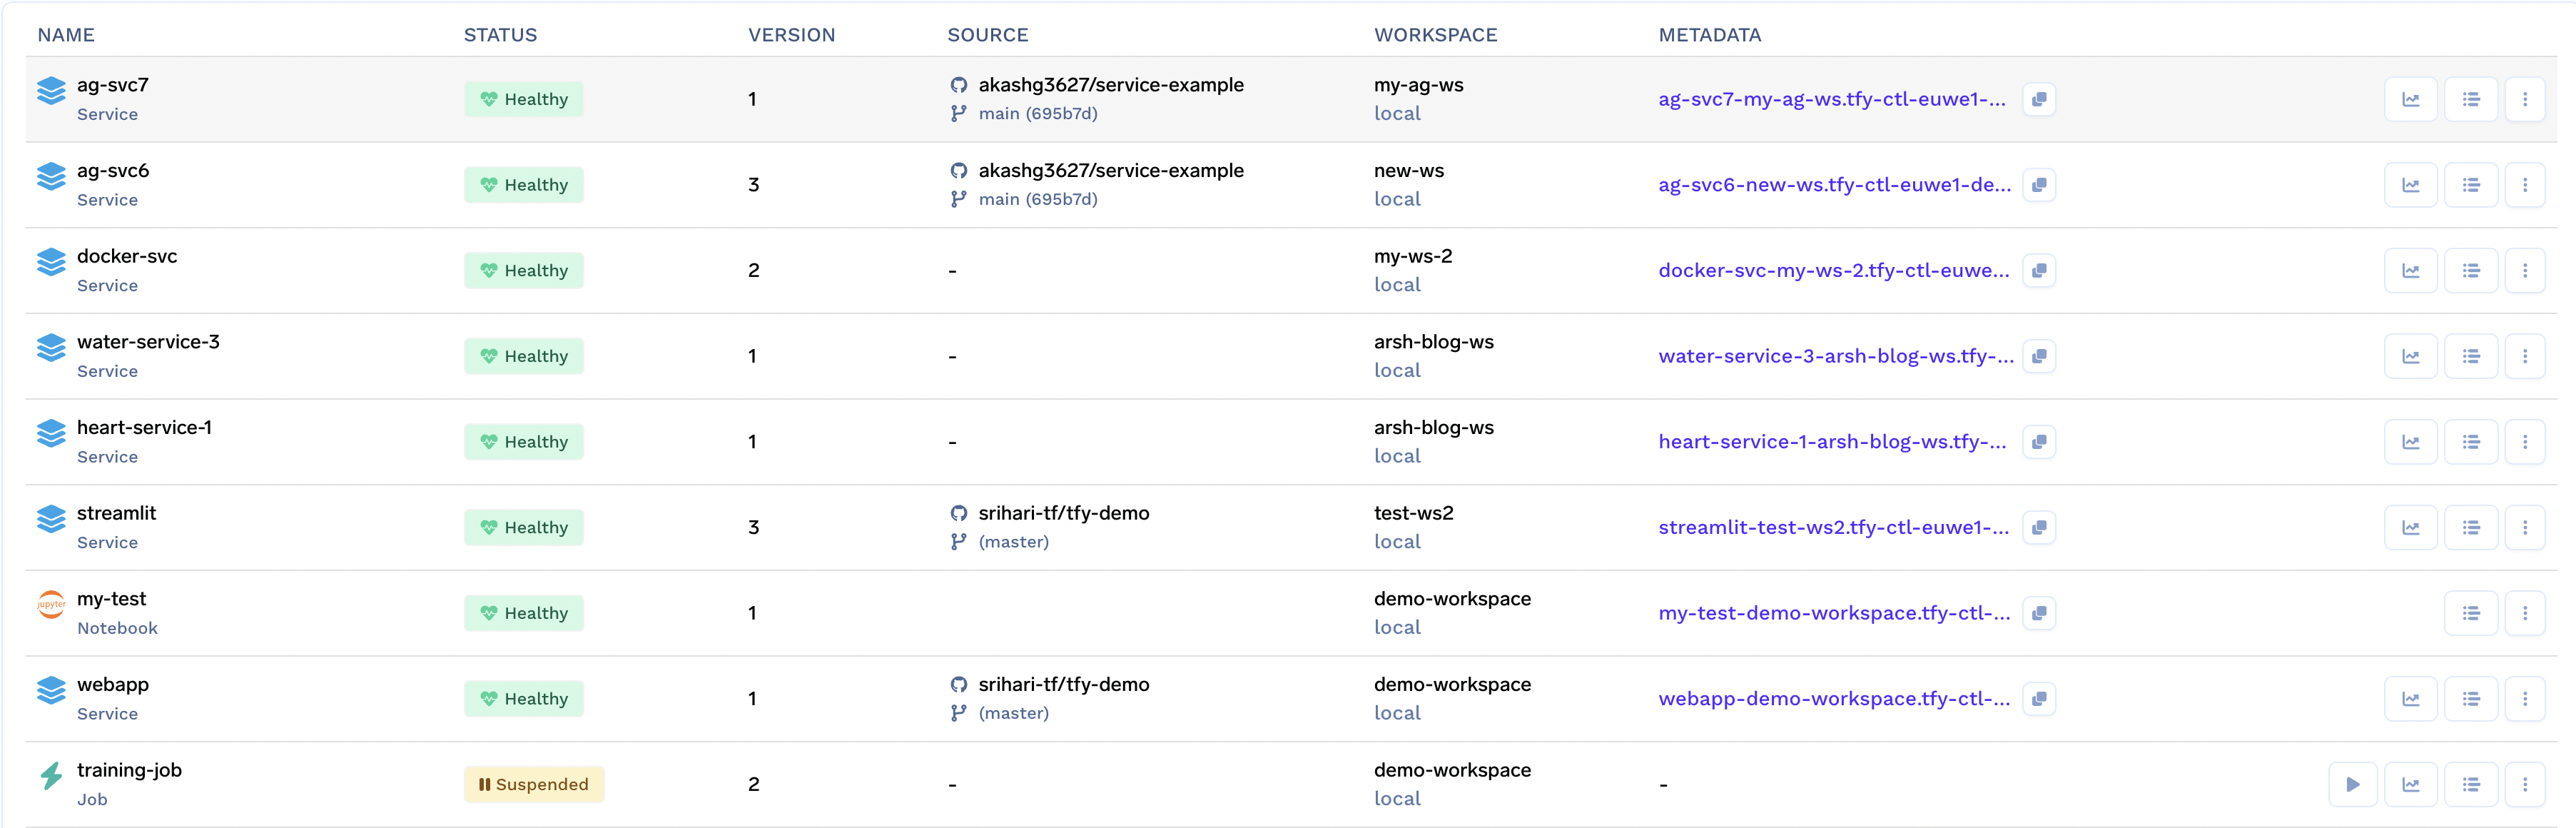 NAME STATUS VERSION SOURCE WORKSPACE METADATA
ag-svc7 akashg3627/service-example my-ag-ws
Healthy 1 ag-svc7-my-ag-ws.tfy-ctl-euwe1-...
Service main (695b7d) local
ag-svc6 akashg3627/service-example new-ws
Healthy 3 ag-svc6-new-ws.tfy-ctl-euwe1-de...
Service main (695b7d) local
docker-svc my-ws-2
Healthy 2 - docker-svc-my-ws-2.tfy-ctl-euwe...
Service local
water-service-3 arsh-blog-ws
Healthy 1 - water-service-3-arsh-blog-ws.tfy-...
Service local
heart-service-1 arsh-blog-ws
Healthy 1 - heart-service-1-arsh-blog-ws.tfy-...
Service local
streamlit srihari-tf/tfy-demo test-ws2
Healthy 3 streamlit-test-ws2.tfy-ctl-euwe1-...
Service (master) local
jupyter my-test demo-workspace
Healthy 1 my-test-demo-workspace.tfy-ctl-...
Notebook local
webapp srihari-tf/tfy-demo demo-workspace
Healthy 1 webapp-demo-workspace.tfy-ctl-...
Service (master) local
training-job demo-workspace
Suspended 2 - -
Job local